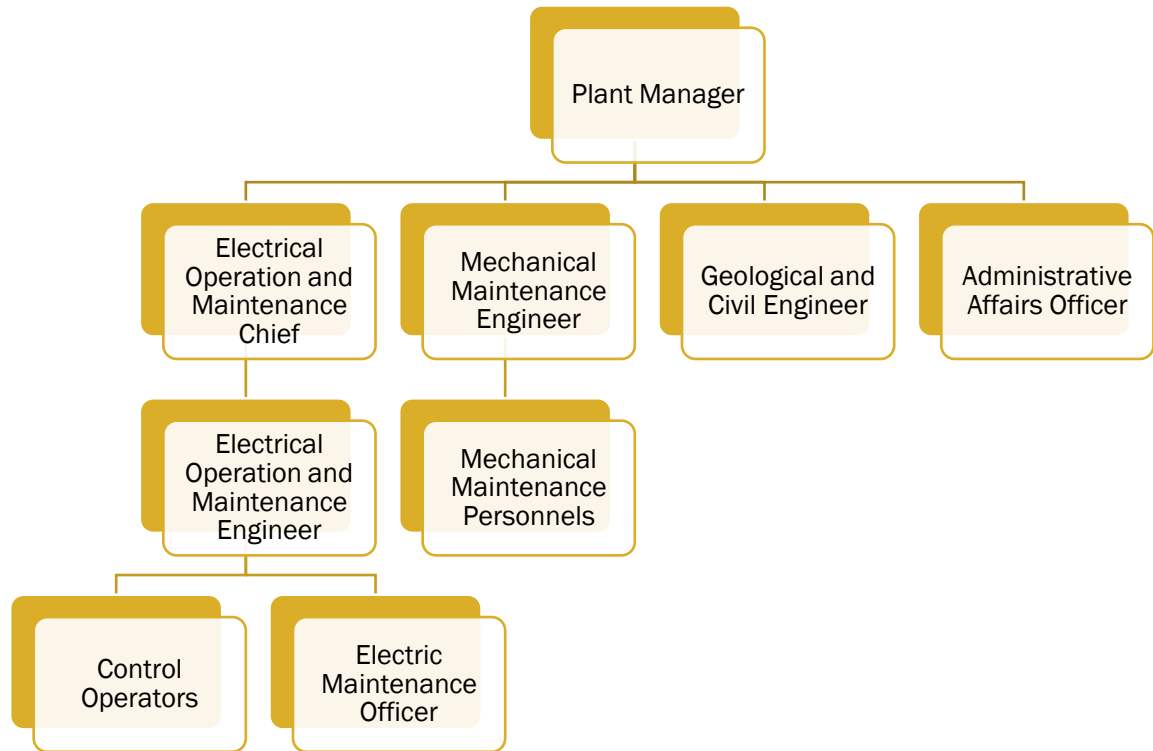 Plant Manager
Electrical
Operation and
Maintenance
Chief
Mechanical
Maintenance
Engineer
Geological and
Civil Engineer
Administrative
Affairs Officer
Electrical
Operation and
Maintenance
Engineer
Mechanical
Maintenance
Personnels
Control
Operators
Electric
Maintenance
Officer